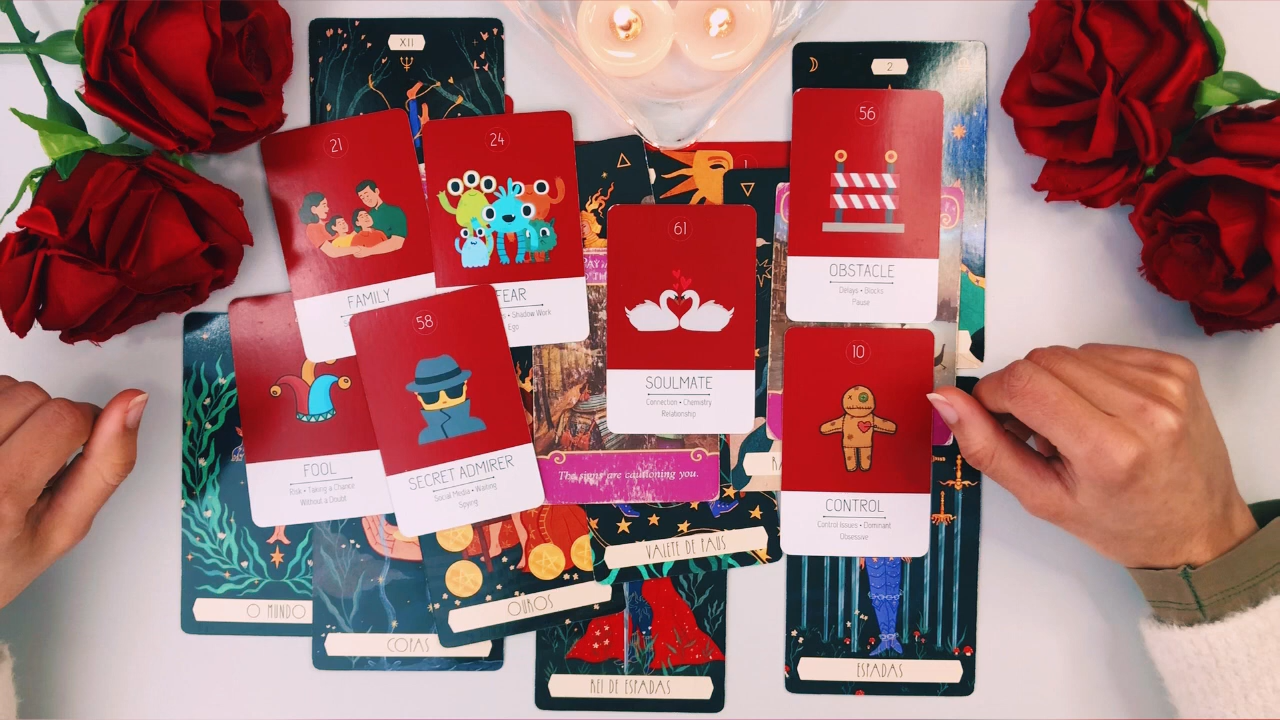 XII
2
21
FAMILY
24
FEAR
• Shadow Work
Ego
56
OBSTACLE
Delays • Blocks
Pause
1
61
SOULMATE
Connection • Chemistry
Relationship
58
SECRET ADMIRER
Social Media • Waiting
Spying
10
CONTROL
Control Issues • Dominant
Obsessive
FOOL
Risk • Taking a Chance
Without a Doubt
The signs are cautioning you.
VALETE DE PAUS
O MUNDO
COPAS
OUROS
REI DE ESPADAS
ESPADAS